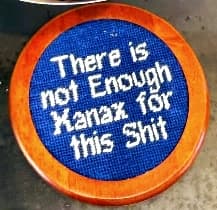 There is
not Enough
Xanax for
this Shit